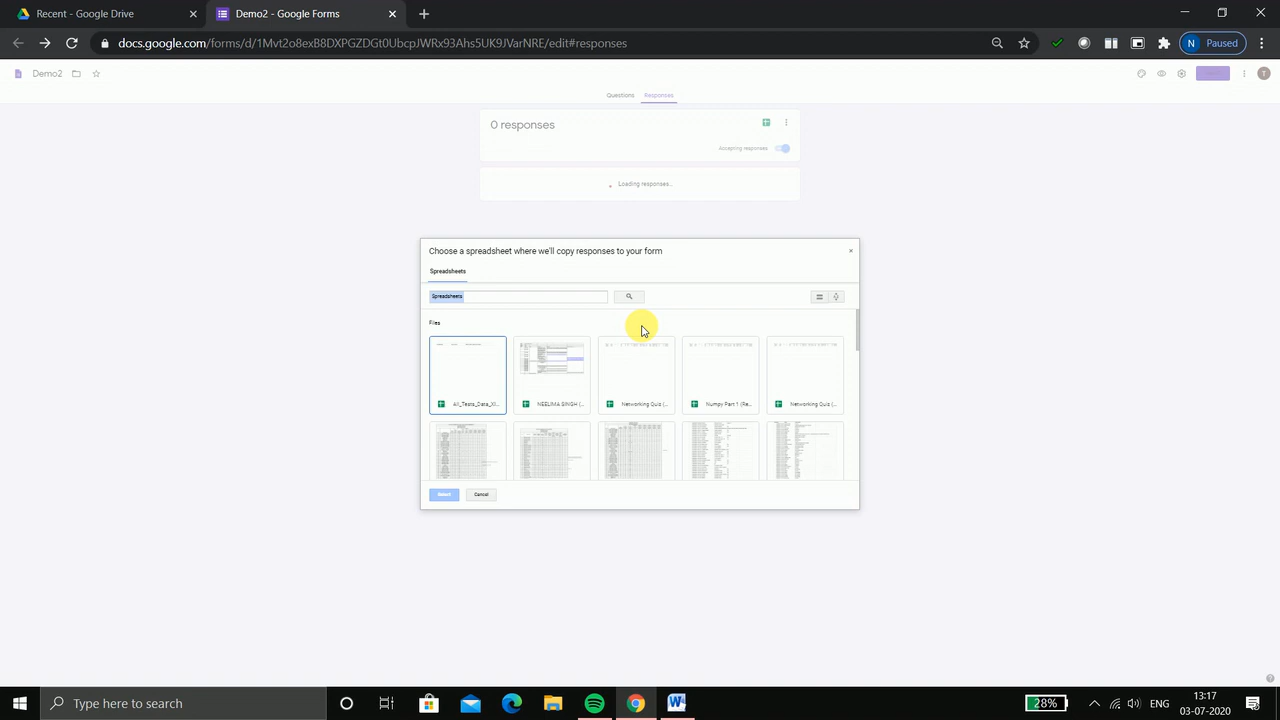 Recent - Google Drive
Demo2 - Google Forms
docs.google.com/forms/d/1Mvt2o8exB8DXPGZDGt0UbcpJWRx93Ahs5UK9JVarNRE/edit#responses
N Paused
Demo2
T
Questions Responses
0 responses
Accepting responses
Loading responses...
Choose a spreadsheet where we'll copy responses to your form
Spreadsheets
Spreadsheets
Files
All_Tests_Data_XI...
NEELIMA SINGH (...
Networking Quiz (...
Numpy Part 1 (Re...
Networking Quiz (...
Select
Cancel
Type here to search
28%
ENG
13:17
03-07-2020